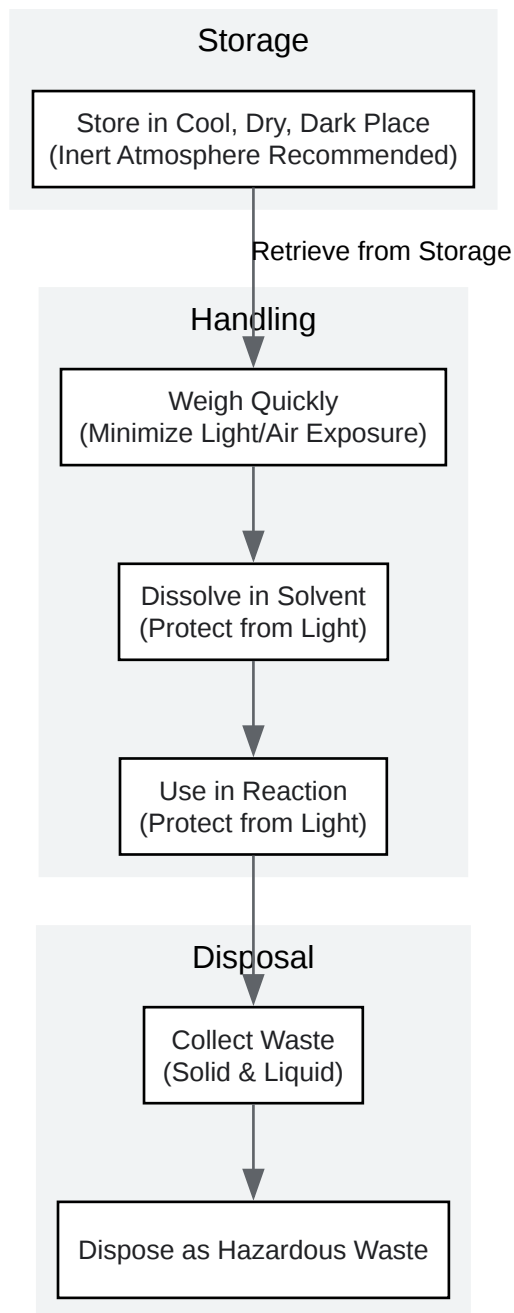 Storage
Store in Cool, Dry, Dark Place
(Inert Atmosphere Recommended)
Retrieve from Storage
Handling
Weigh Quickly
(Minimize Light/Air Exposure)
Dissolve in Solvent
(Protect from Light)
Use in Reaction
(Protect from Light)
Disposal
Collect Waste
(Solid & Liquid)
Dispose as Hazardous Waste